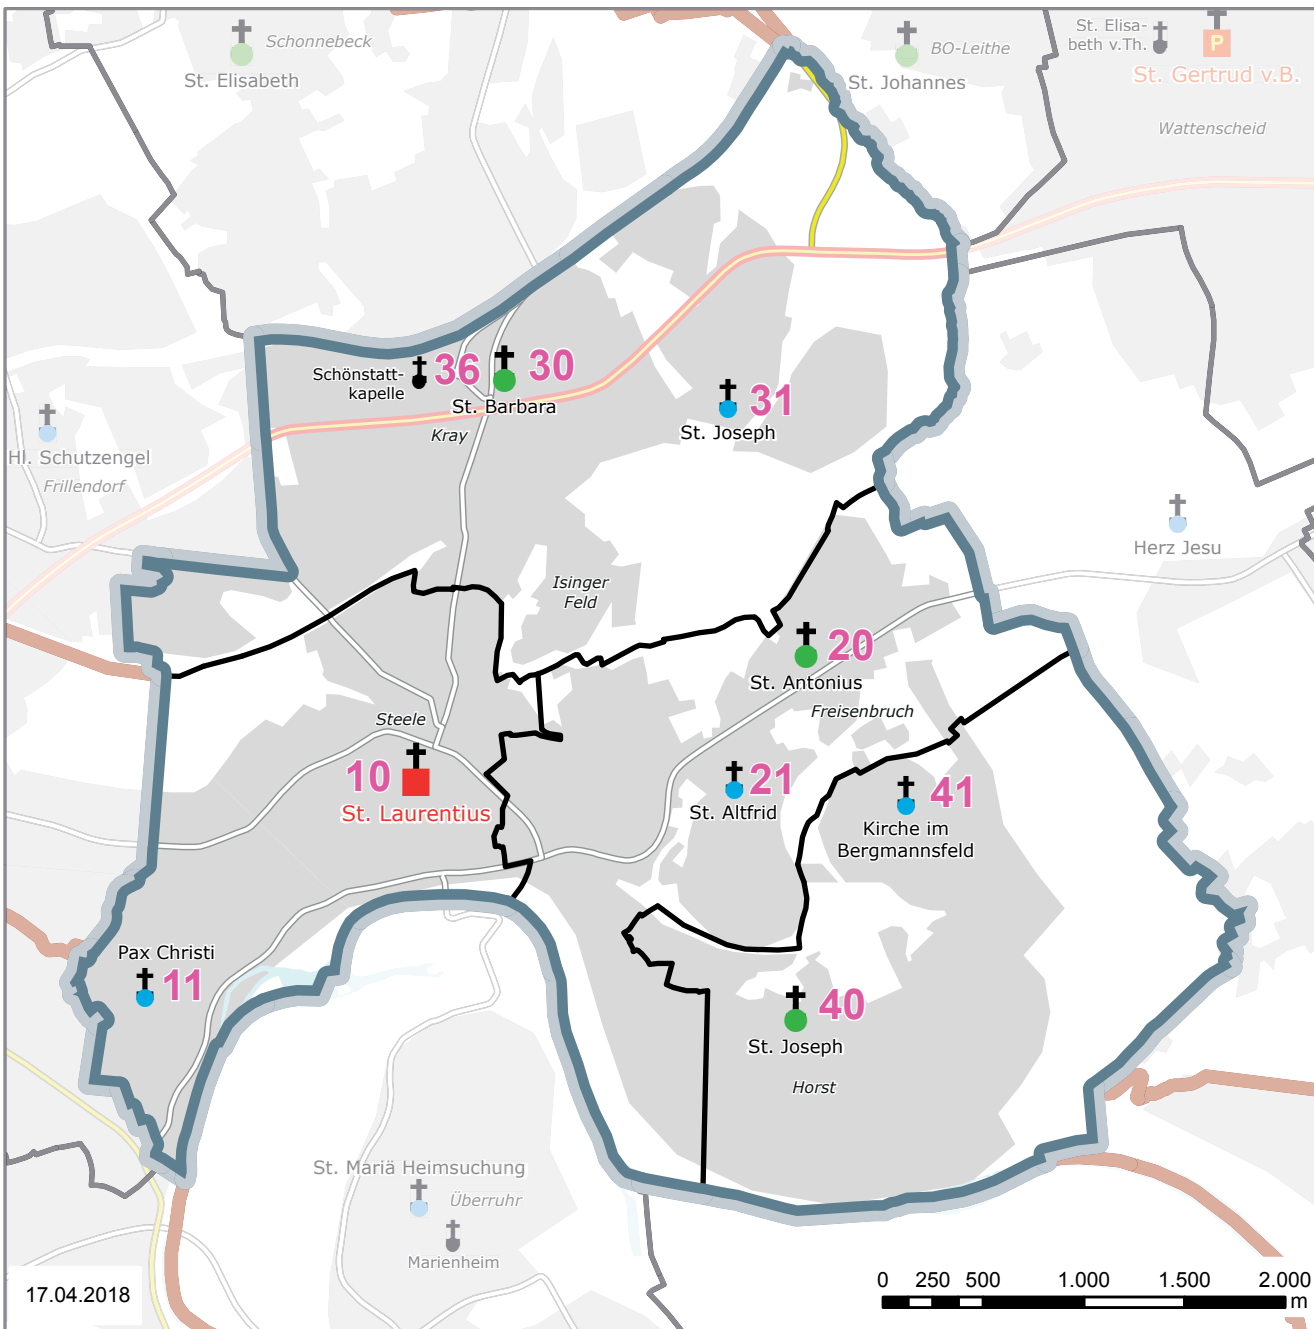 Schonnebeck
St. Elisabeth
BO-Leithe
St. Johannes
St. Elisa-
beth v.Th.
P
St. Gertrud v.B.
Wattenscheid
Schönstatt-
kapelle
36
30
St. Barbara
Kray
31
St. Joseph
Hl. Schutzengel
Frillendorf
Herz Jesu
Isinger
Feld
20
St. Antonius
Freisenbruch
Steele
10
St. Laurentius
21
St. Altfrid
41
Kirche im
Bergmannsfeld
Pax Christi
11
40
St. Joseph
Horst
St. Mariä Heimsuchung
Überruhr
Marienheim
17.04.2018
0 250 500 1.000 1.500 2.000
m